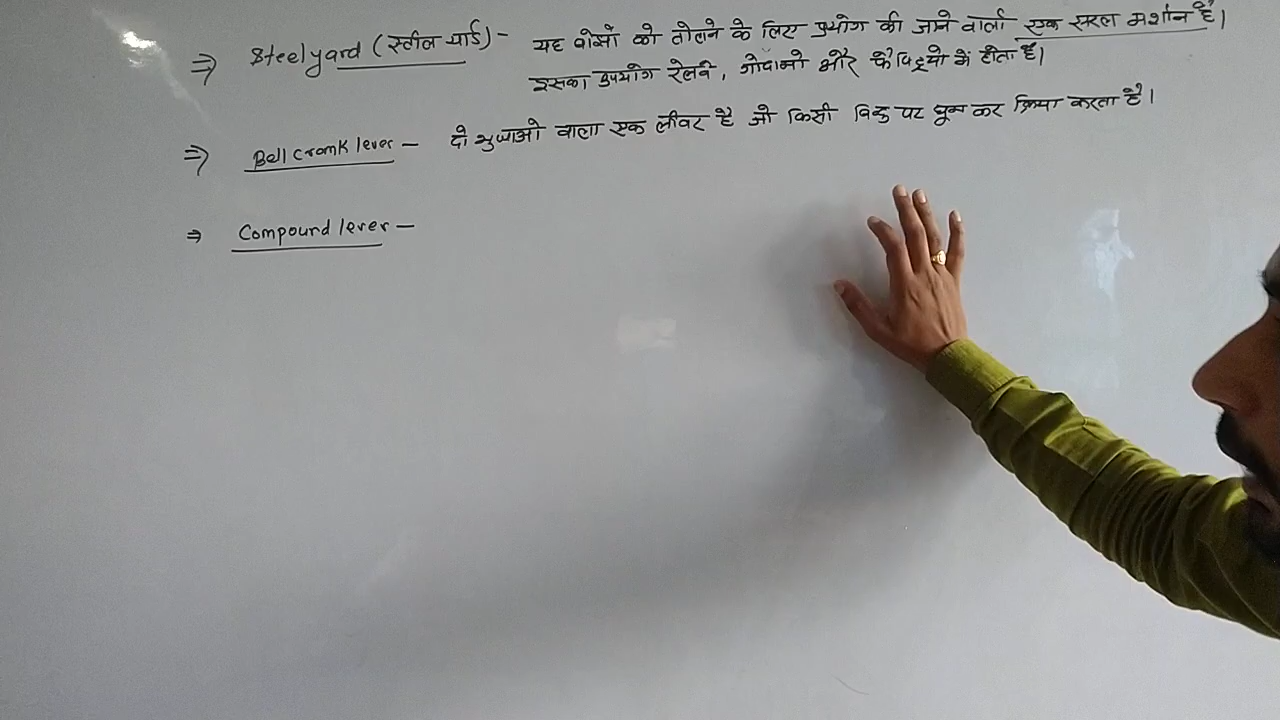 ⇒ Steelyard (स्टील यार्ड) - यह बोझों को तोलने के लिए प्रयोग की जाने वाली एक सरल मशीन है।
इसका उपयोग रेलवे, गोदामो और फैक्ट्रियो में होता है।
⇒ Bell Crank lever - दो भुजाओ वाला एक लीवर है जो किसी बिन्दु पर घूम कर क्रिया करता है।
⇒ Compound lever -